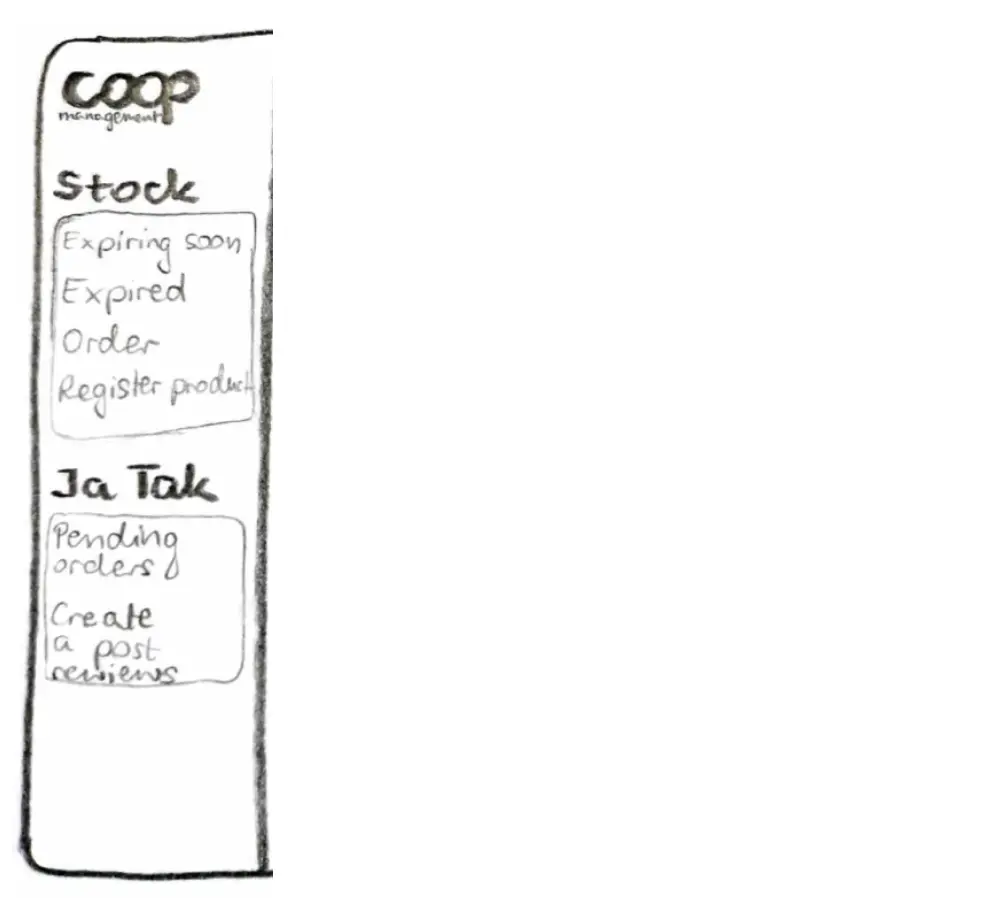 coop
management
Stock
Expiring soon
Expired
Order
Register product
Ja Tak
Pending
orders
Create
a post
reviews